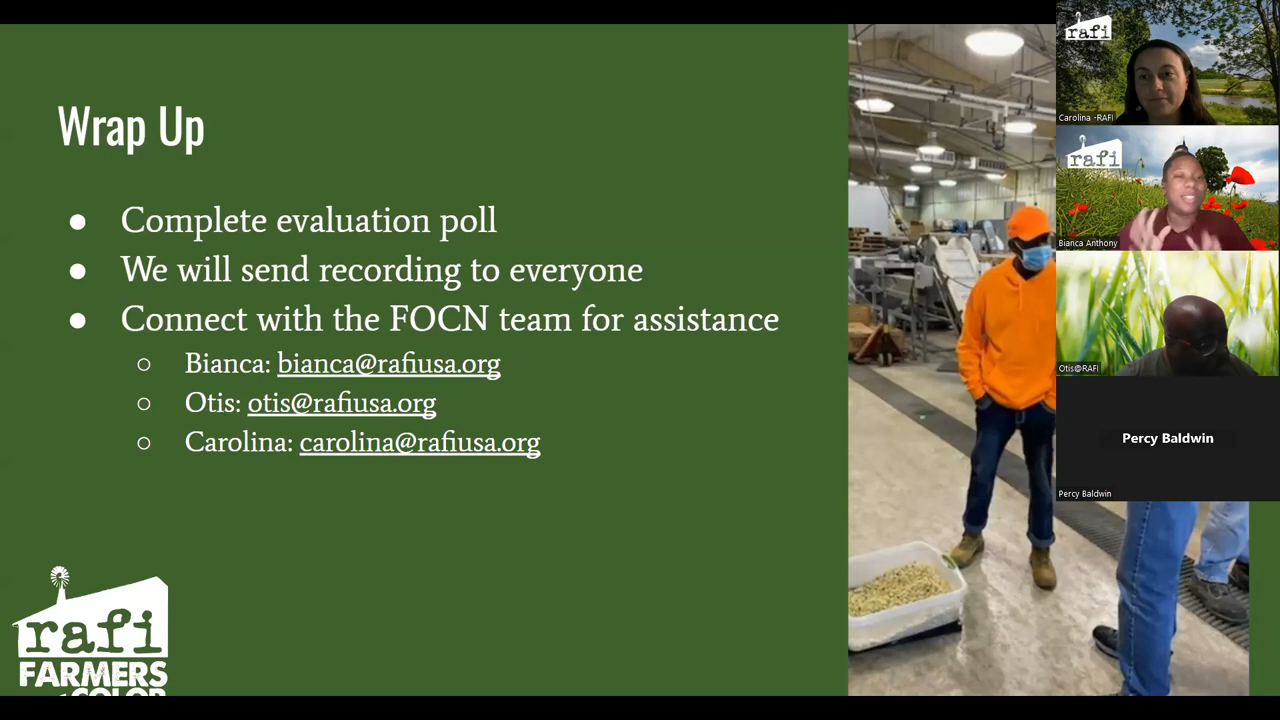 Wrap Up
● Complete evaluation poll
● We will send recording to everyone
● Connect with the FOCN team for assistance
○ Bianca: bianca@rafiusa.org
○ Otis: otis@rafiusa.org
○ Carolina: carolina@rafiusa.org
rafi
FARMERS
COLOR
rafi
Carolina -RAFI
rafi
Bianca Anthony
Otis@RAFI
Percy Baldwin
Percy Baldwin